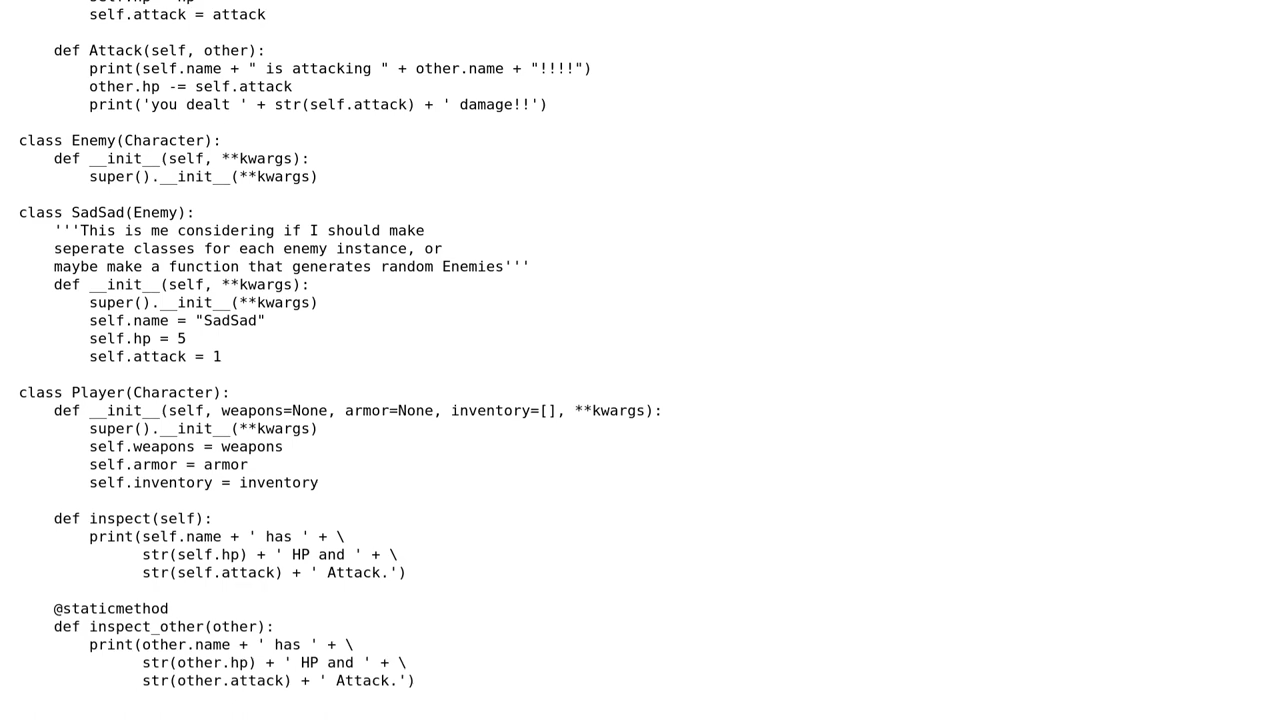 self.attack = attack
def Attack(self, other):
print(self.name + " is attacking " + other.name + "!!!!")
other.hp -= self.attack
print('you dealt ' + str(self.attack) + ' damage!!')
class Enemy(Character):
def __init__(self, **kwargs):
super().__init__(**kwargs)
class SadSad(Enemy):
'''This is me considering if I should make
seperate classes for each enemy instance, or
maybe make a function that generates random Enemies'''
def __init__(self, **kwargs):
super().__init__(**kwargs)
self.name = "SadSad"
self.hp = 5
self.attack = 1
class Player(Character):
def __init__(self, weapons=None, armor=None, inventory=[], **kwargs):
super().__init__(**kwargs)
self.weapons = weapons
self.armor = armor
self.inventory = inventory
def inspect(self):
print(self.name + ' has ' + \
str(self.hp) + ' HP and ' + \
str(self.attack) + ' Attack.')
@staticmethod
def inspect_other(other):
print(other.name + ' has ' + \
str(other.hp) + ' HP and ' + \
str(other.attack) + ' Attack.')